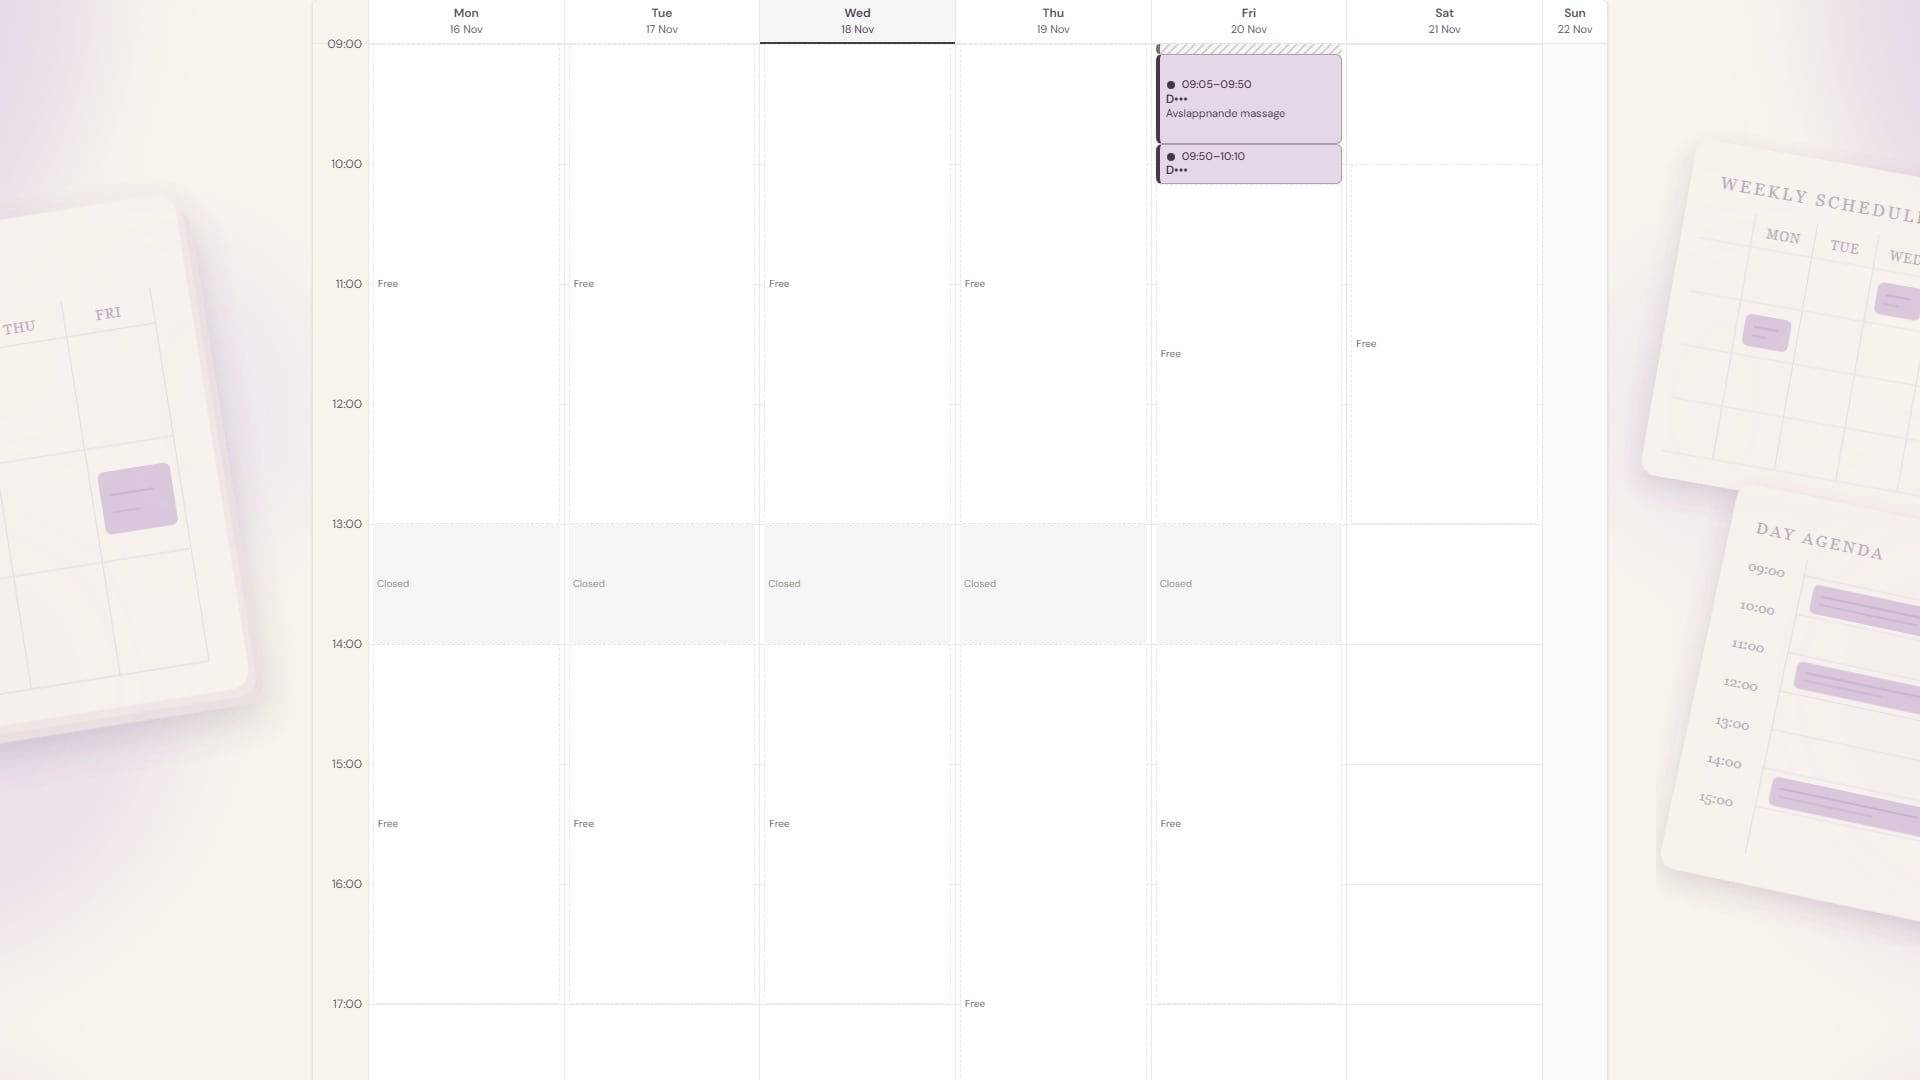 Mon
16 Nov
Tue
17 Nov
Wed
18 Nov
Thu
19 Nov
Fri
20 Nov
Sat
21 Nov
Sun
22 Nov
09:00
09:05–09:50
D•••
Avslappnande massage
09:50–10:10
D•••
10:00
11:00
Free
Free
Free
Free
Free
Free
12:00
13:00
Closed
Closed
Closed
Closed
Closed
14:00
15:00
Free
Free
Free
Free
16:00
17:00
Free
THU
FRI
WEEKLY SCHEDULE
MON
TUE
WED
DAY AGENDA
09:00
10:00
11:00
12:00
13:00
14:00
15:00